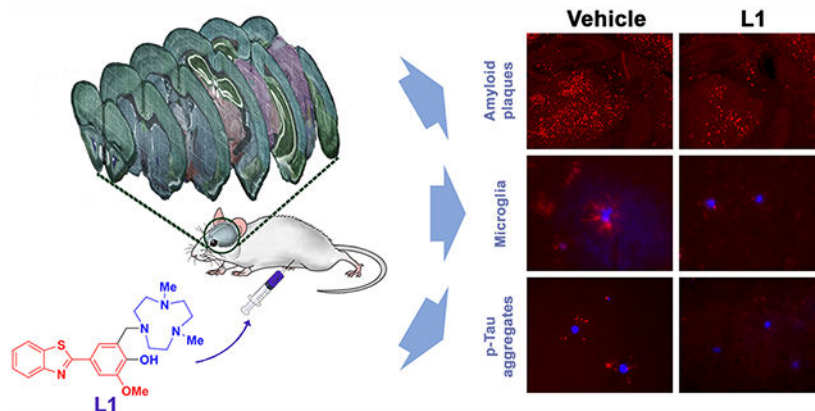 Vehicle
L1
Amyloid
plaques
Microglia
p-Tau
aggregates
Me
N
N
N
Me
S
N
OH
OMe
L1